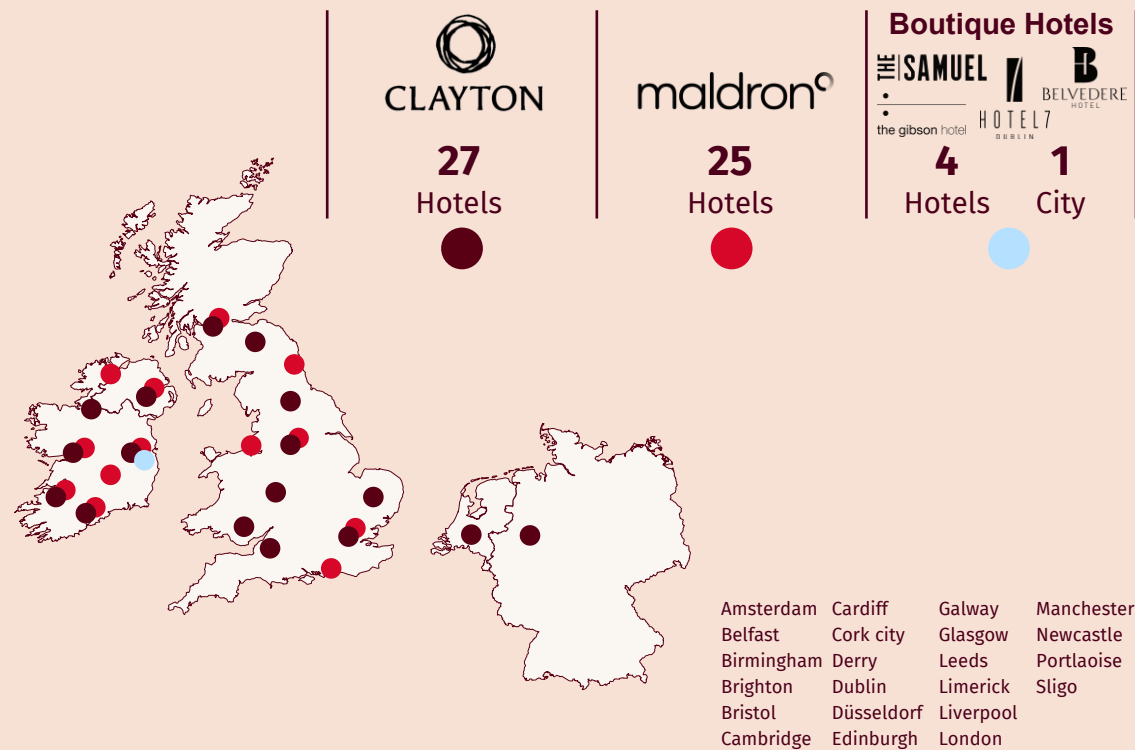 CLAYTON
27
Hotels
maldron
25
Hotels
Boutique Hotels
THE SAMUEL
the gibson hotel
HOTEL7
DUBLIN
BELVEDERE
HOTEL
4
Hotels
1
City
Amsterdam
Belfast
Birmingham
Brighton
Bristol
Cambridge
Cardiff
Cork city
Derry
Dublin
Düsseldorf
Edinburgh
Galway
Glasgow
Leeds
Limerick
Liverpool
London
Manchester
Newcastle
Portlaoise
Sligo